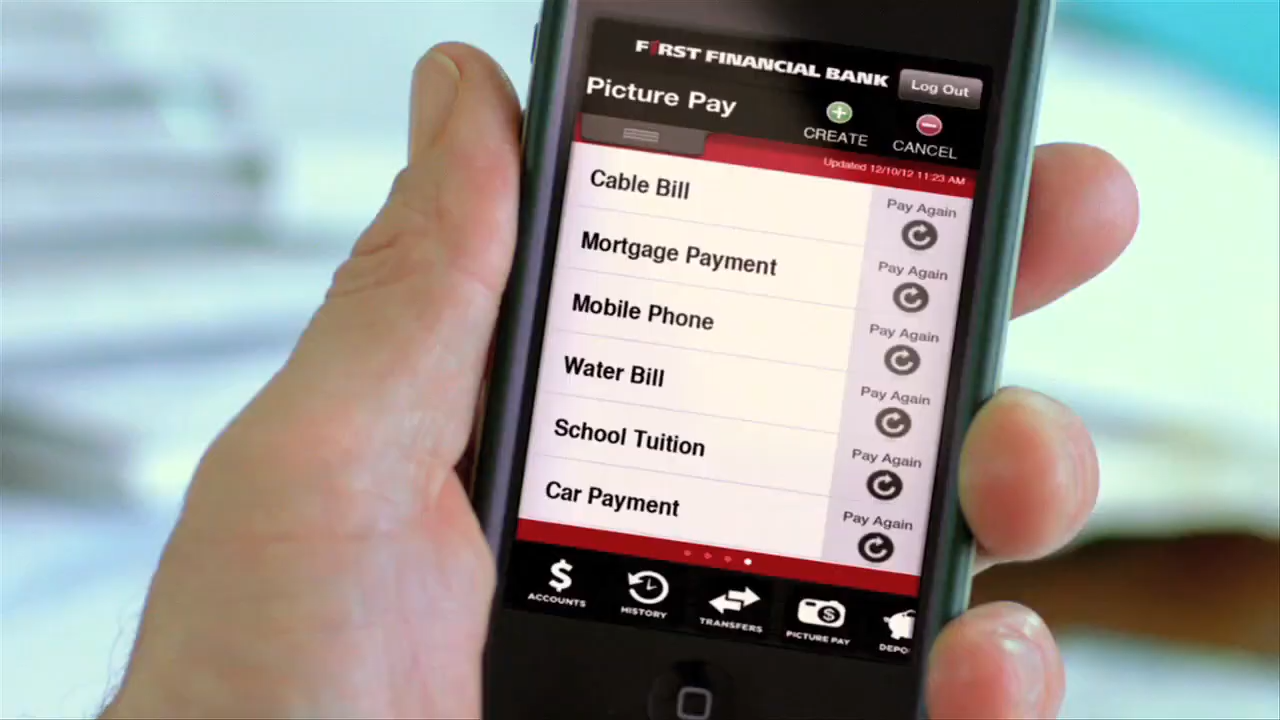 FIRST FINANCIAL BANK
Log Out
Picture Pay
CREATE
CANCEL
Updated 12/10/12 11:23 AM
Cable Bill
Pay Again
Mortgage Payment
Pay Again
Mobile Phone
Pay Again
Water Bill
Pay Again
School Tuition
Pay Again
Car Payment
Pay Again
$
ACCOUNTS
HISTORY
TRANSFERS
$
PICTURE PAY
DEPO